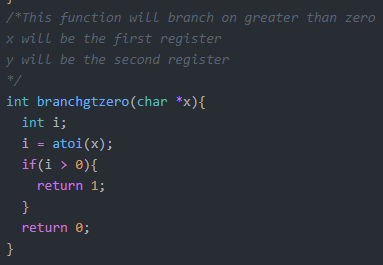 /*This function will branch on greater than zero
x will be the first register
y will be the second register
*/
int branchgtzero(char *x){
  int i;
  i = atoi(x);
  if(i > 0){
    return 1;
  }
  return 0;
}